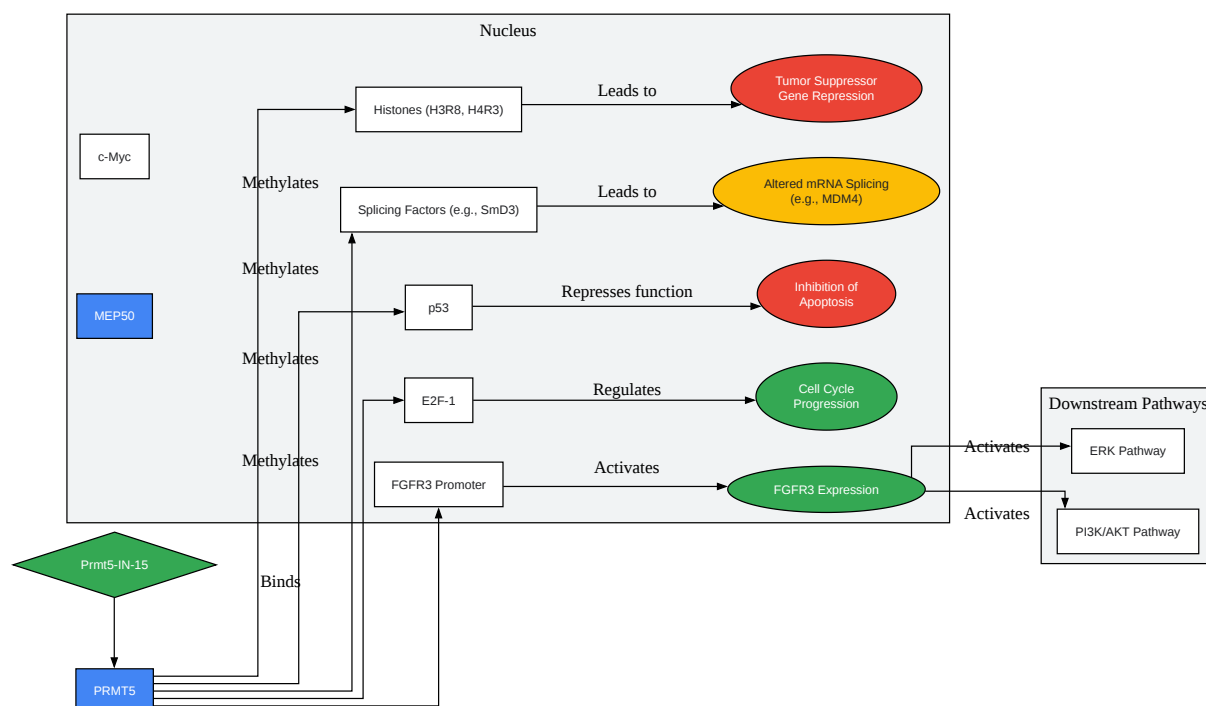 Nucleus
Tumor Suppressor
Gene Repression
Leads to
Histones (H3R8, H4R3)
c-Myc
Methylates
Altered mRNA Splicing
(e.g., MDM4)
Leads to
Splicing Factors (e.g., SmD3)
Methylates
Inhibition of
Apoptosis
Represses function
p53
MEP50
Methylates
Cell Cycle
Progression
Regulates
E2F-1
Downstream Pathways
Methylates
Activates
ERK Pathway
Activates
FGFR3 Promoter
FGFR3 Expression
Activates
PI3K/AKT Pathway
Prmt5-IN-15
Binds
PRMT5